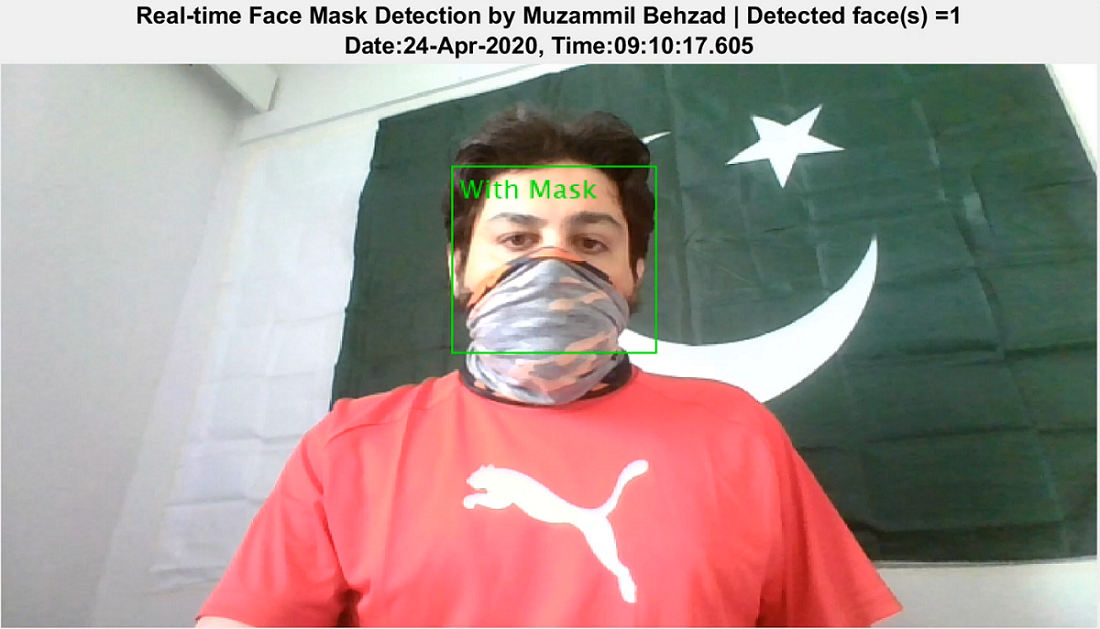 Real-time Face Mask Detection by Muzammil Behzad | Detected face(s) =1
Date:24-Apr-2020, Time:09:10:17.605
With Mask